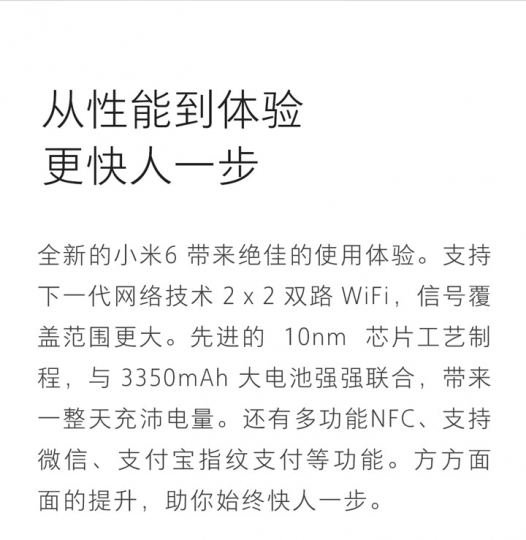 从性能到体验
更快人一步
全新的小米6 带来绝佳的使用体验。支持
下一代网络技术 2 x 2 双路 WiFi，信号覆
盖范围更大。先进的 10nm 芯片工艺制
程，与 3350mAh 大电池强强联合，带来
一整天充沛电量。还有多功能NFC、支持
微信、支付宝指纹支付等功能。方方面
面的提升，助你始终快人一步。